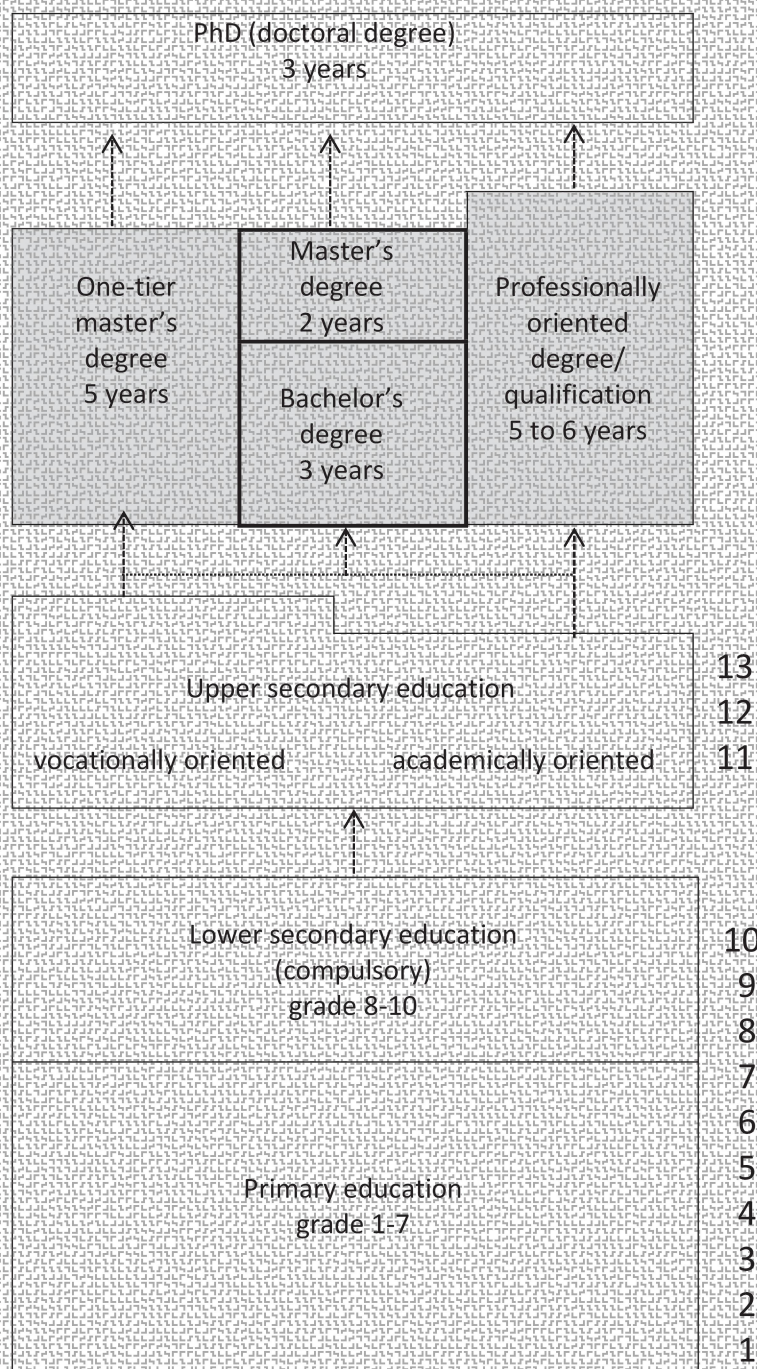 PhD (doctoral degree)
3 years
One-tier
master's
degree
5 years
Master's
degree
2 years
Bachelor's
degree
3 years
Professionally
oriented
degree/
qualification
5 to 6 years
Upper secondary education
vocationally oriented
academically oriented
13
12
11
Lower secondary education
(compulsory)
grade 8-10
10
9
8
7
6
5
4
3
2
1
Primary education
grade 1-7